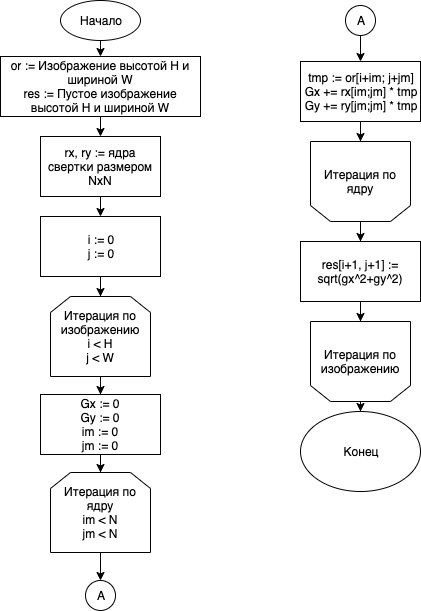 Начало
or := Изображение высотой H и
шириной W
res := Пустое изображение
высотой H и шириной W
rx, ry := ядра
свертки размером
NxN
i := 0
j := 0
Итерация по
изображению
i < H
j < W
Gx := 0
Gy := 0
im := 0
jm := 0
Итерация по
ядру
im < N
jm < N
A
A
tmp := or[i+im; j+jm]
Gx += rx[im;jm] * tmp
Gy += ry[jm;jm] * tmp
Итерация по
ядру
res[i+1, j+1] :=
sqrt(gx^2+gy^2)
Итерация по
изображению
Конец